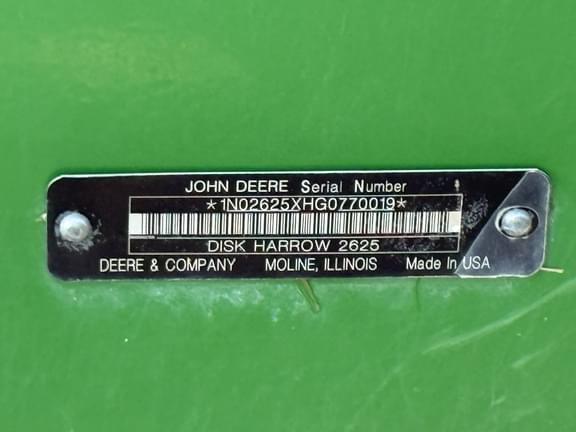 JOHN DEERE Serial Number
*1N02625XHG0770019*
DISK HARROW 2625
DEERE & COMPANY MOLINE, ILLINOIS Made In USA